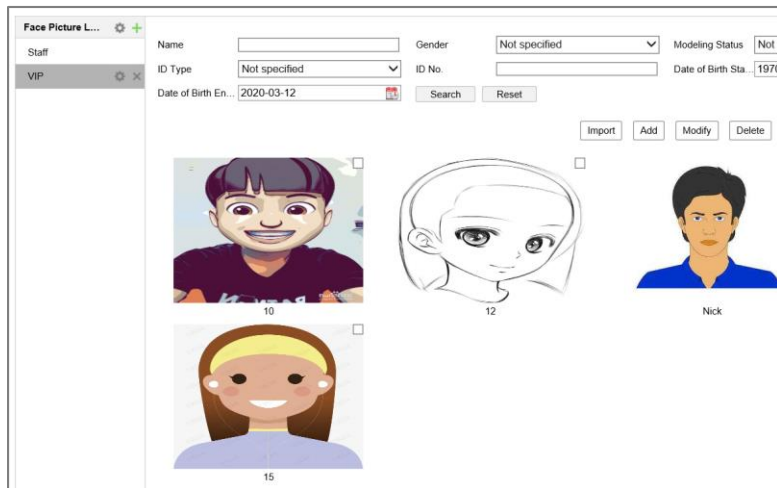 Face Picture L...
Staff
VIP
Name
Gender
Not specified
Modeling Status
Not
ID Type
Not specified
ID No.
Date of Birth Sta...
1970
Date of Birth En...
2020-03-12
Search
Reset
Import
Add
Modify
Delete
10
12
Nick
15